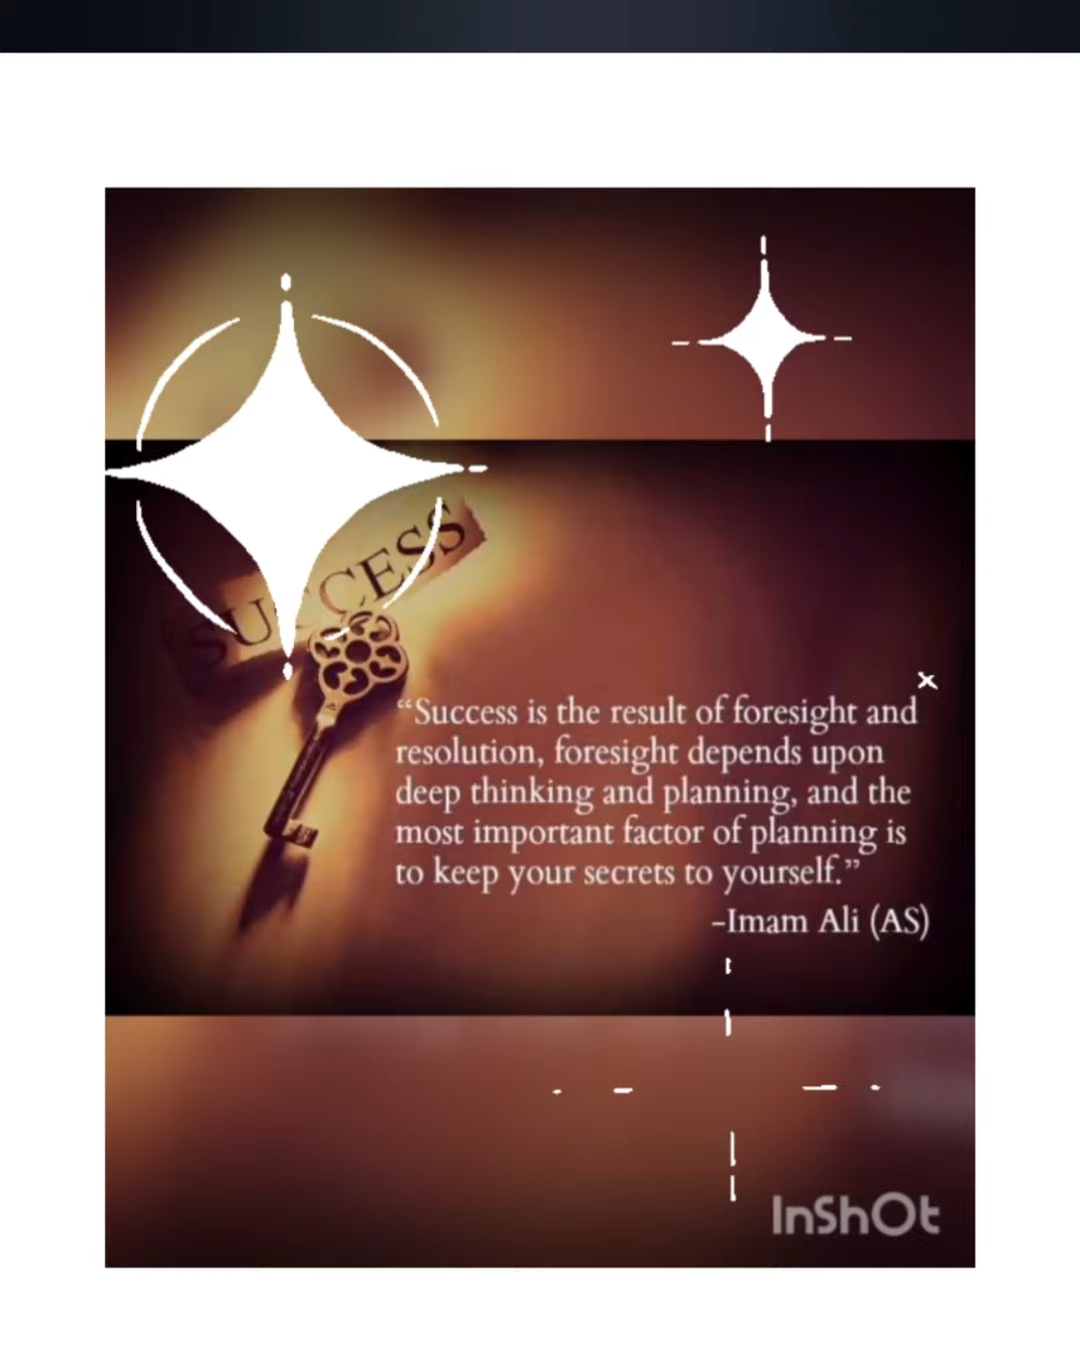 SUCCESS
“Success is the result of foresight and
resolution, foresight depends upon
deep thinking and planning, and the
most important factor of planning is
to keep your secrets to yourself.”
-Imam Ali (AS)
InShOt